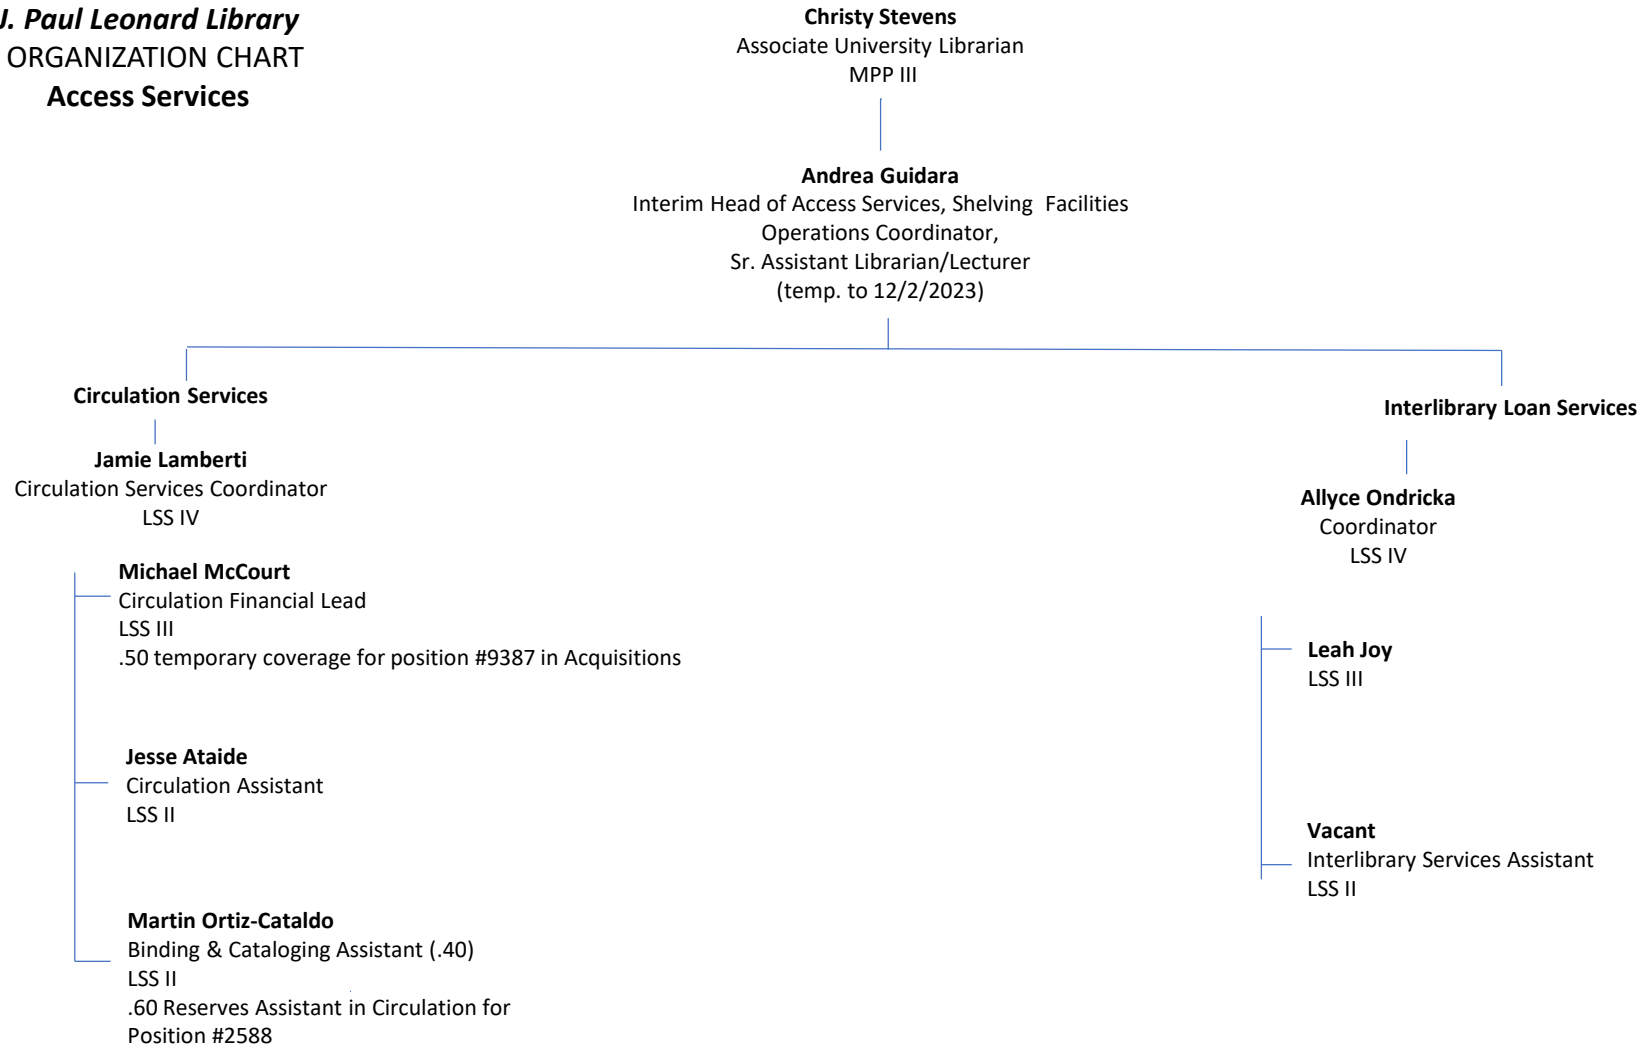 J. Paul Leonard Library
ORGANIZATION CHART
Access Services
Christy Stevens
Associate University Librarian
MPP III
Andrea Guidara
Interim Head of Access Services, Shelving Facilities
Operations Coordinator,
Sr. Assistant Librarian/Lecturer
(temp. to 12/2/2023)
Circulation Services
Jamie Lamberti
Circulation Services Coordinator
LSS IV
Michael McCourt
Circulation Financial Lead
LSS III
.50 temporary coverage for position #9387 in Acquisitions
Jesse Ataide
Circulation Assistant
LSS II
Martin Ortiz-Cataldo
Binding & Cataloging Assistant (.40)
LSS II
.60 Reserves Assistant in Circulation for
Position #2588
Interlibrary Loan Services
Allyce Ondricka
Coordinator
LSS IV
Leah Joy
LSS III
Vacant
Interlibrary Services Assistant
LSS II